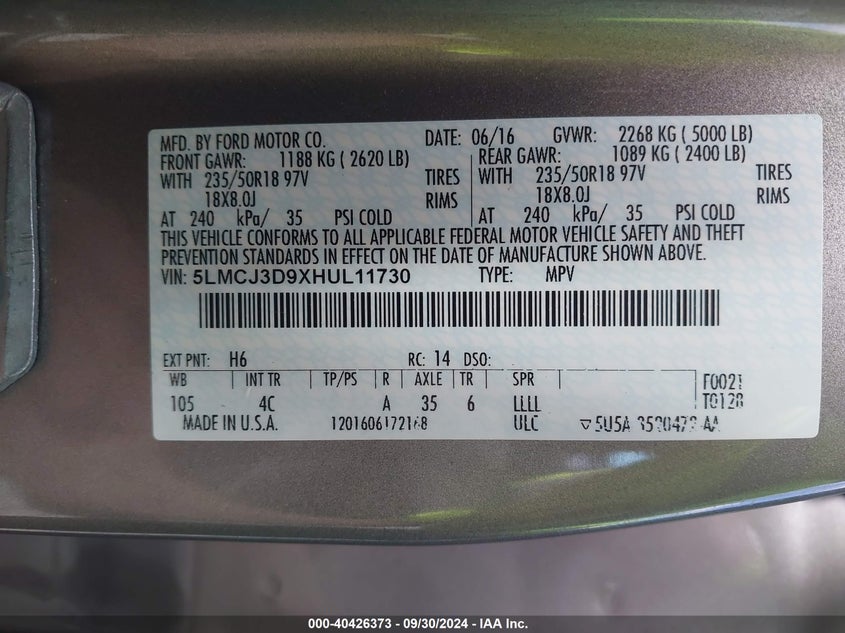 MFD. BY FORD MOTOR CO. DATE: 06/16 GVWR: 2268 KG ( 5000 LB)
FRONT GAWR: 1188 KG ( 2620 LB) REAR GAWR: 1089 KG ( 2400 LB)
WITH 235/50R18 97V TIRES WITH 235/50R18 97V TIRES
18X8.0J RIMS 18X8.0J RIMS
AT 240 kPa/ 35 PSI COLD AT 240 kPa/ 35 PSI COLD
THIS VEHICLE CONFORMS TO ALL APPLICABLE FEDERAL MOTOR VEHICLE SAFETY AND THEFT
PREVENTION STANDARDS IN EFFECT ON THE DATE OF MANUFACTURE SHOWN ABOVE.
VIN: 5LMCJ3D9XHUL11730 TYPE: MPV
EXT PNT: H6 RC: 14 DSO:
WB INT TR TP/PS R AXLE TR SPR F0021
105 4C A 35 6 LLLL T0128
MADE IN U.S.A. 1201606172168 ULC ▽5U5A AA
000-40426373 - 09/30/2024 - IAA Inc.